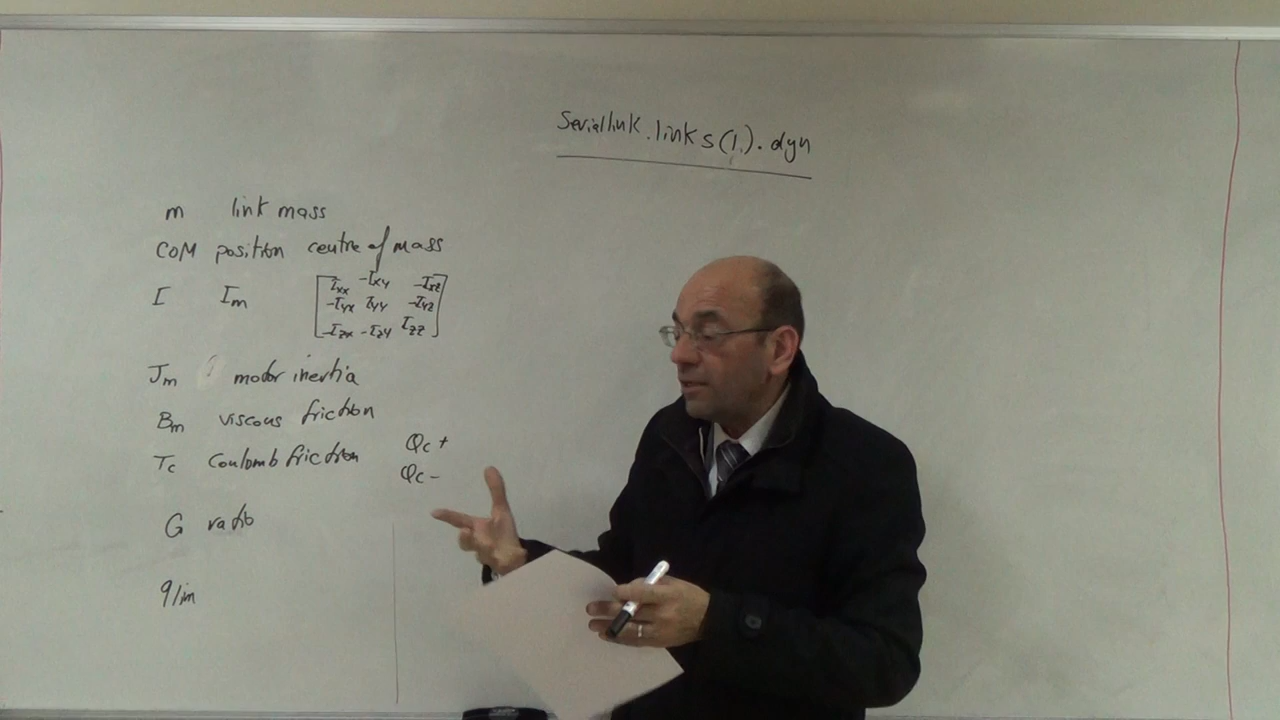 Seriallink.links(1).dyn
m link mass
COM position centre of mass
I Im
Ixx -Ixy -Ixz
-Iyx Iyy -Iyz
-Izx -Izy Izz
Jm motor inertia
Bm viscous friction
Tc Coulomb friction Qc+
Qc-
G ratio
qlim